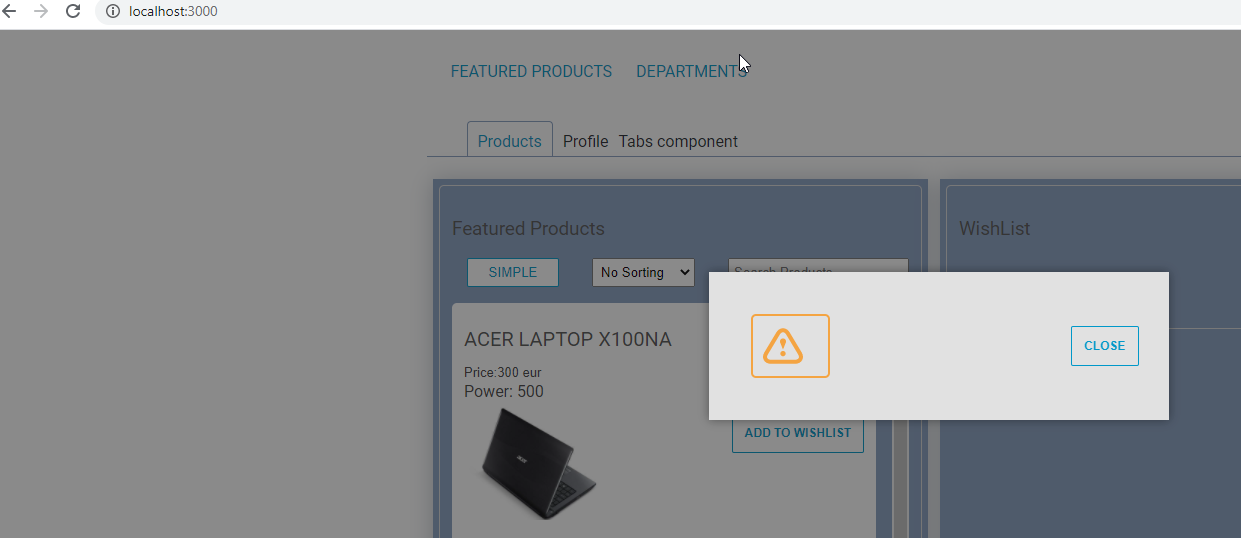 localhost:3000
FEATURED PRODUCTS DEPARTMENTS
Products Profile Tabs component
Featured Products
WishList
SIMPLE No Sorting Search Products
ACER LAPTOP X100NA
Price:300 eur
Power: 500
CLOSE
ADD TO WISHLIST
acer